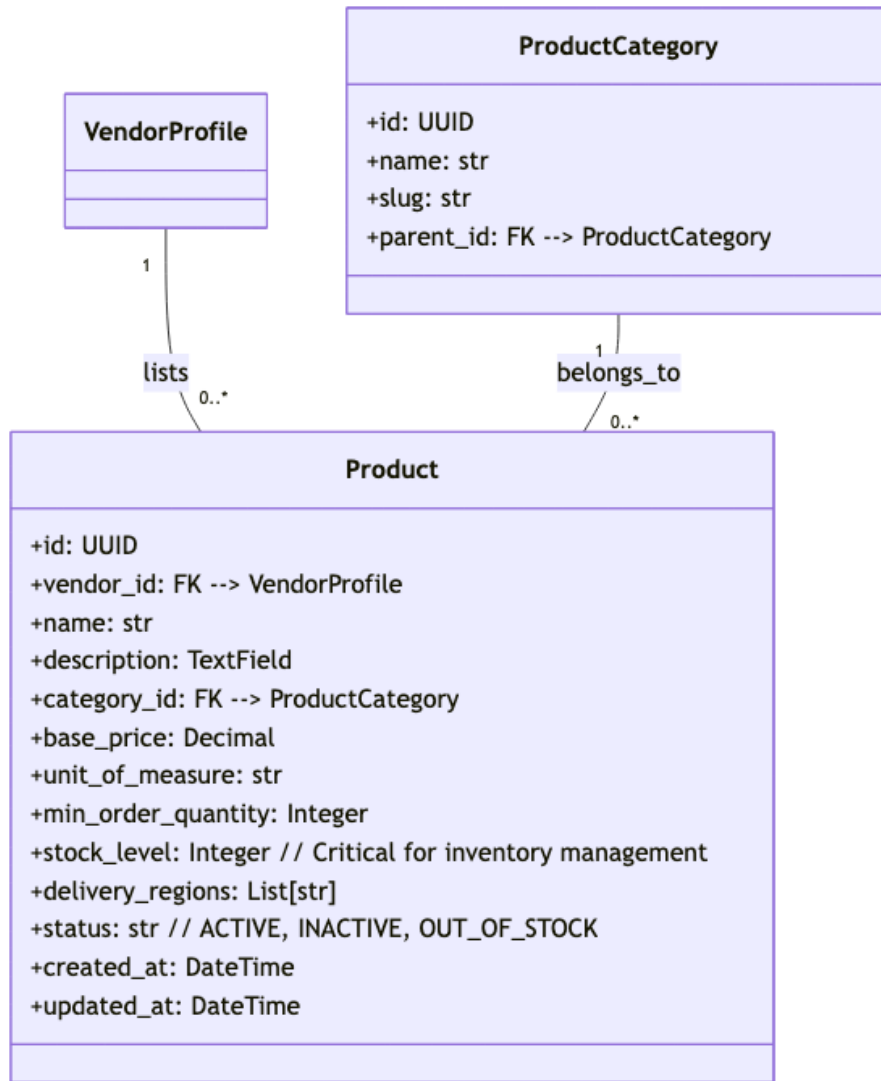 ProductCategory
+id: UUID
+name: str
+slug: str
+parent_id: FK --> ProductCategory
VendorProfile
1
lists
0..*
1
belongs_to
0..*
Product
+id: UUID
+vendor_id: FK --> VendorProfile
+name: str
+description: TextField
+category_id: FK --> ProductCategory
+base_price: Decimal
+unit_of_measure: str
+min_order_quantity: Integer
+stock_level: Integer // Critical for inventory management
+delivery_regions: List[str]
+status: str // ACTIVE, INACTIVE, OUT_OF_STOCK
+created_at: DateTime
+updated_at: DateTime